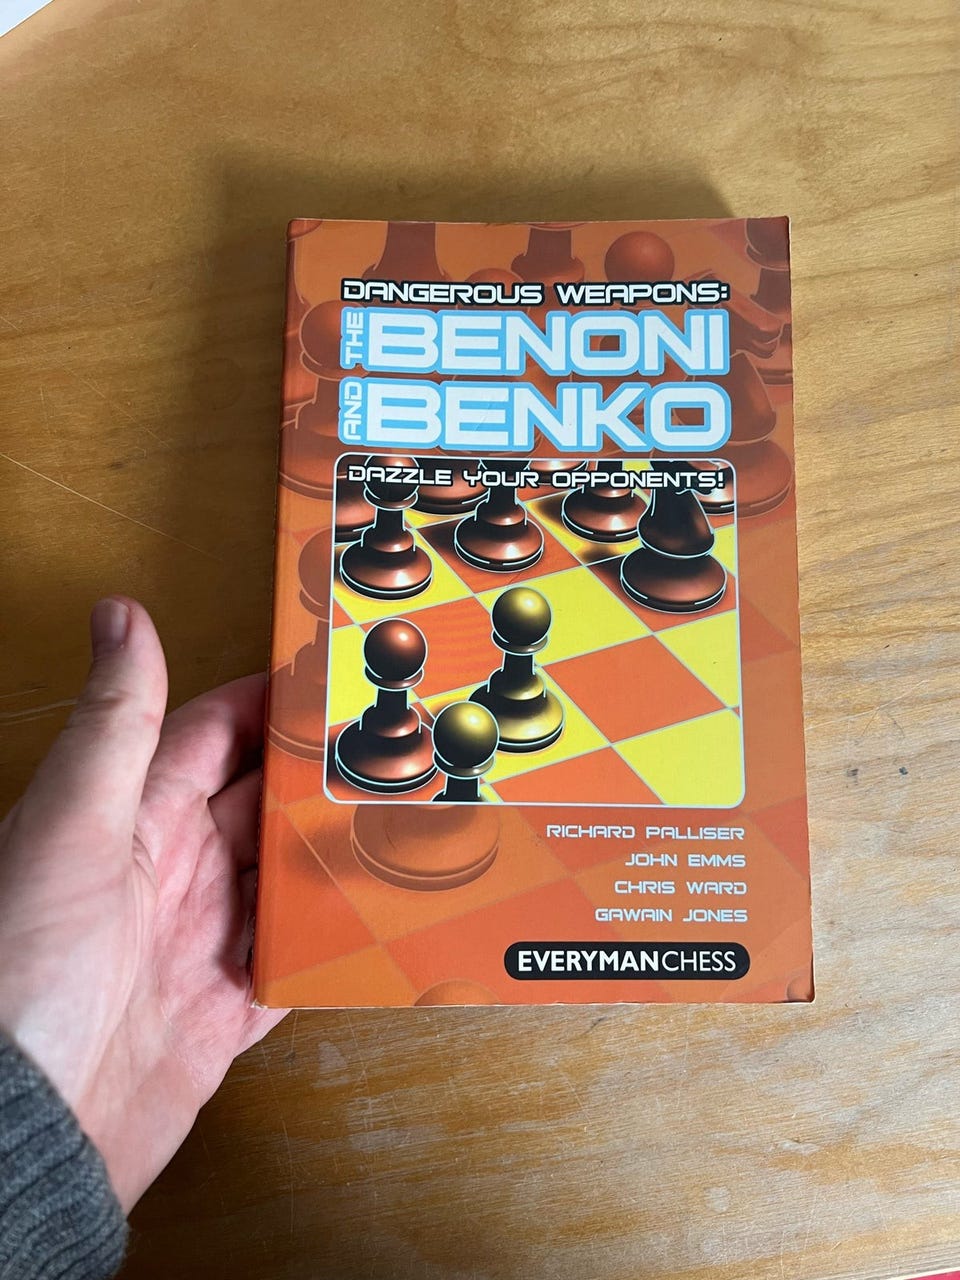 DANGEROUS WEAPONS:
THE BENONI
AND BENKO
DAZZLE YOUR OPPONENTS!
RICHARD PALLISER
JOHN EMMS
CHRIS WARD
GAWAIN JONES
EVERYMANCHESS